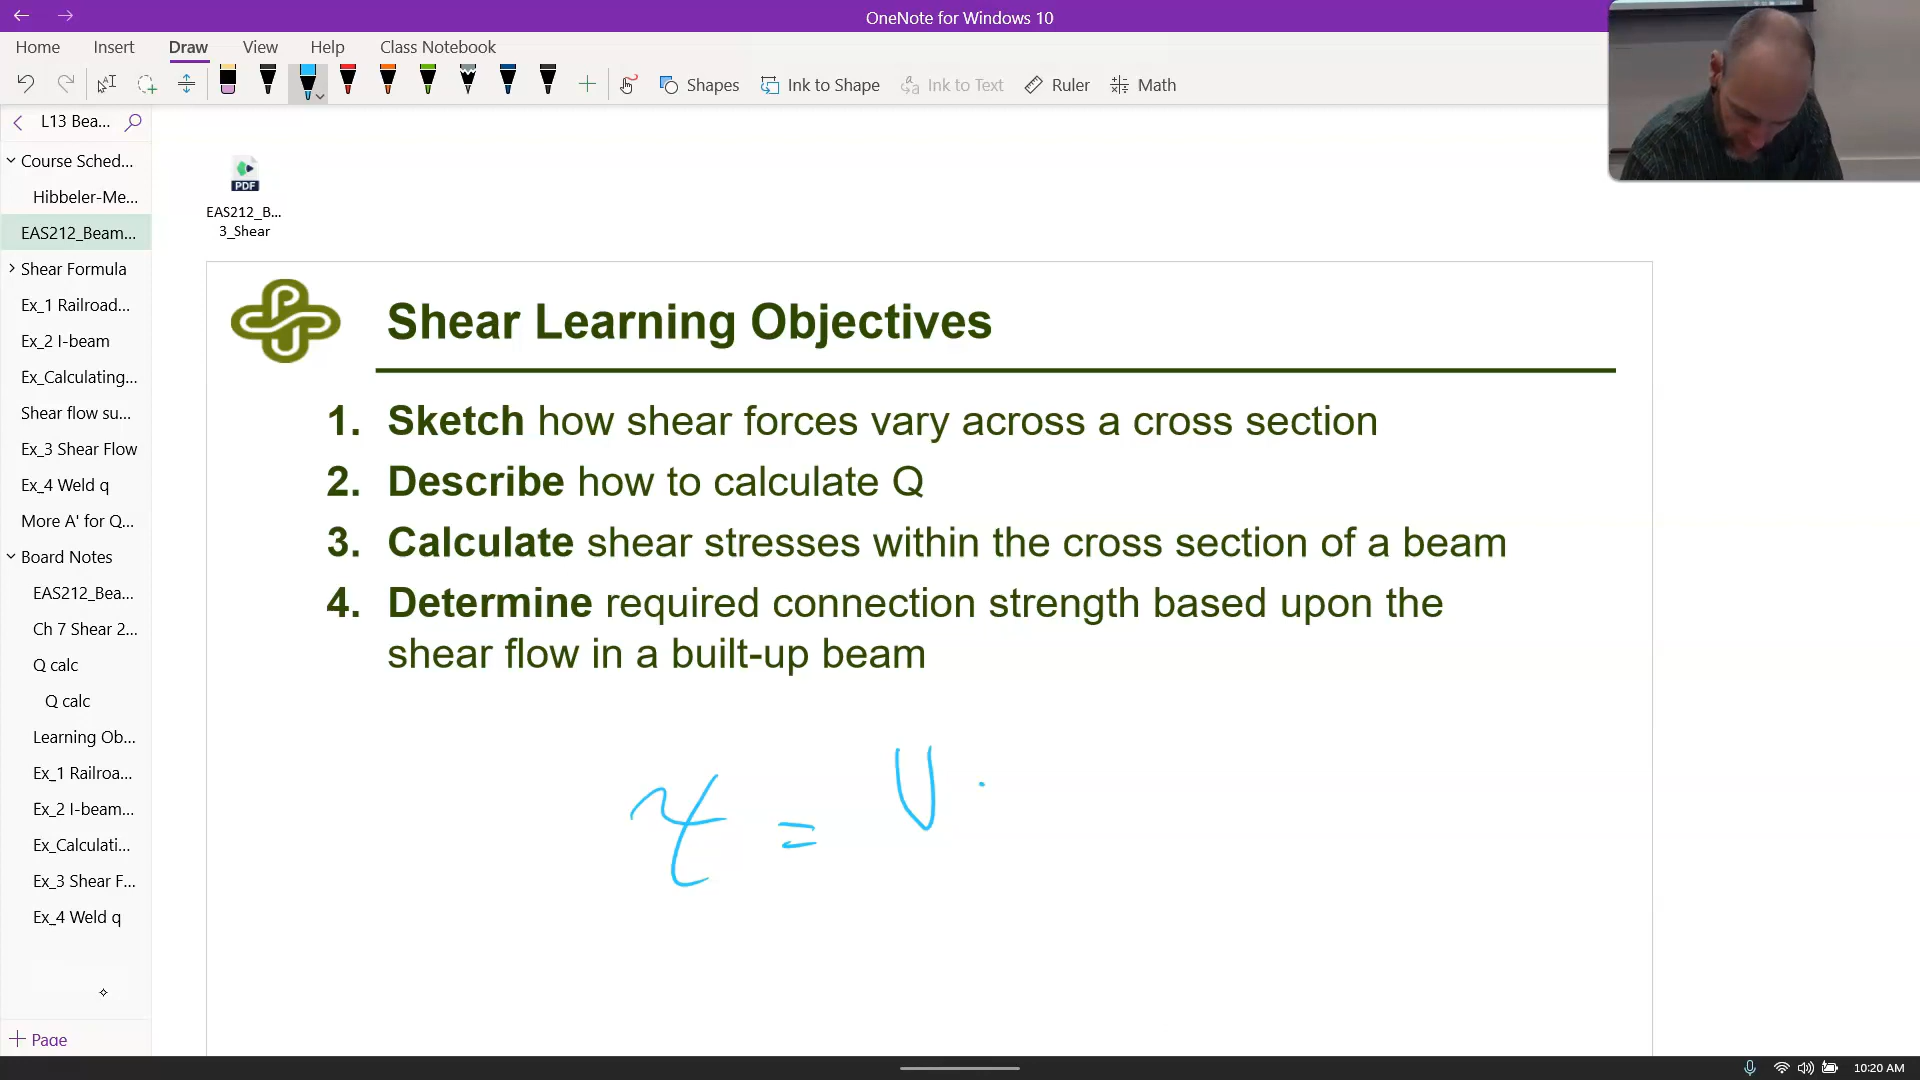 OneNote for Windows 10
Home Insert Draw View Help Class Notebook
Shapes Ink to Shape Ink to Text Ruler Math
L13 Bea...
Course Sched...
Hibbeler-Me...
EAS212_Beam...
Shear Formula
Ex_1 Railroad...
Ex_2 I-beam
Ex_Calculating...
Shear flow su...
Ex_3 Shear Flow
Ex_4 Weld q
More A' for Q...
Board Notes
EAS212_Bea...
Ch 7 Shear 2...
Q calc
Q calc
Learning Ob...
Ex_1 Railroa...
Ex_2 I-beam...
Ex_Calculati...
Ex_3 Shear F...
Ex_4 Weld q
Page
PDF
EAS212_B...
3_Shear
Shear Learning Objectives
1. Sketch how shear forces vary across a cross section
2. Describe how to calculate Q
3. Calculate shear stresses within the cross section of a beam
4. Determine required connection strength based upon the
shear flow in a built-up beam
τ = V ·
10:20 AM